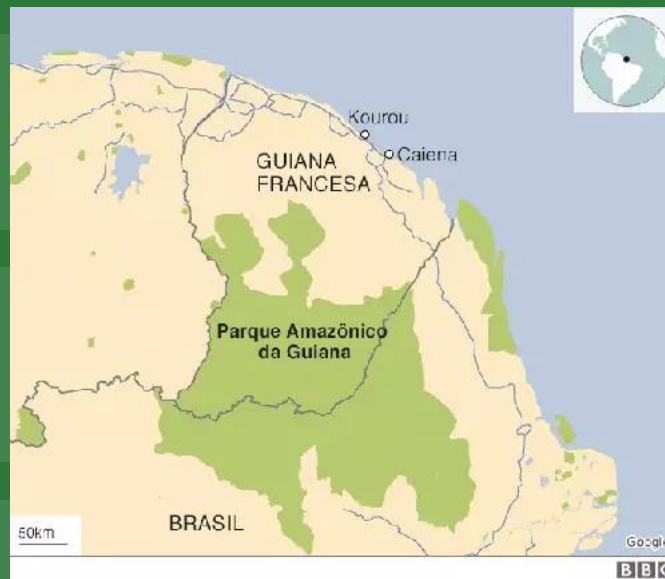 Kourou
Caiena
GUIANA
FRANCESA
Parque Amazônico
da Guiana
BRASIL
50km
Google
BBC